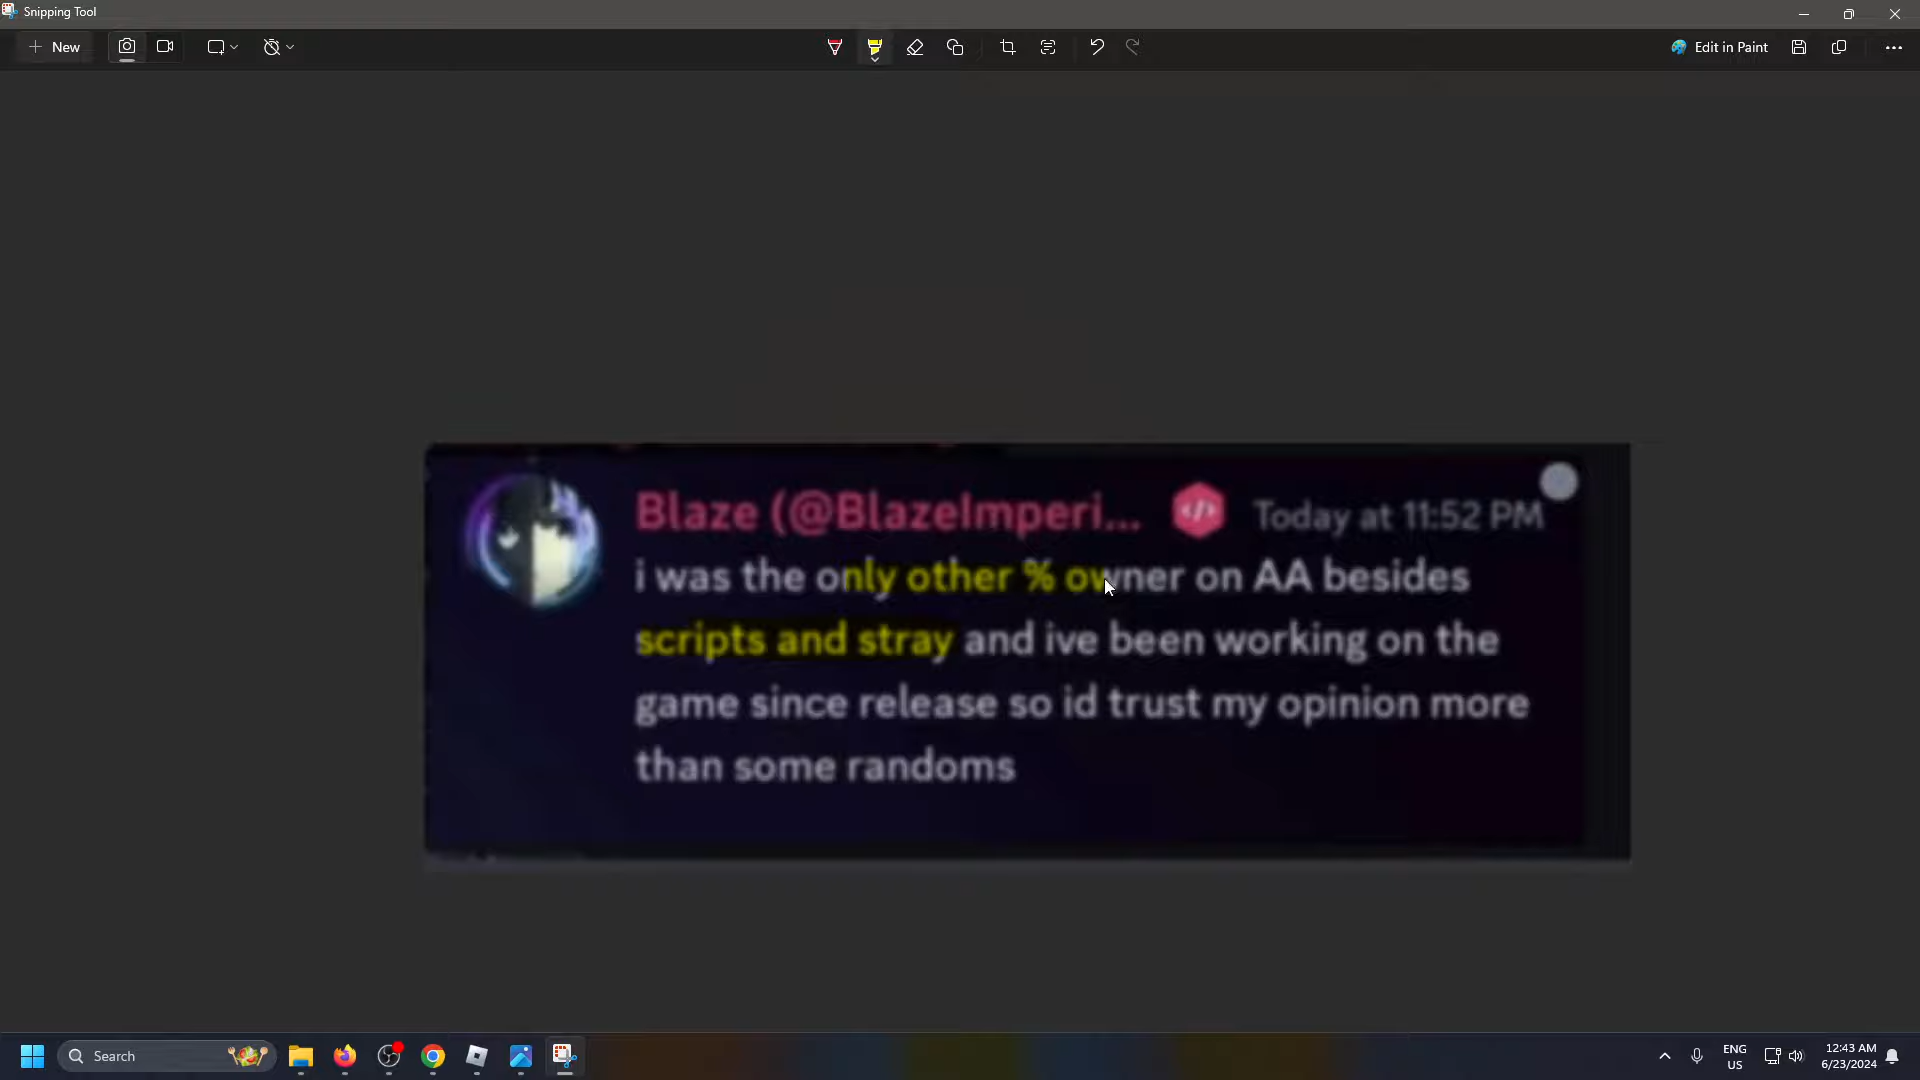 Snipping Tool
New
Edit in Paint
Blaze (@BlazeImperi... Today at 11:52 PM
i was the only other % owner on AA besides
scripts and stray and ive been working on the
game since release so id trust my opinion more
than some randoms
Search
ENG
US
12:43 AM
6/23/2024